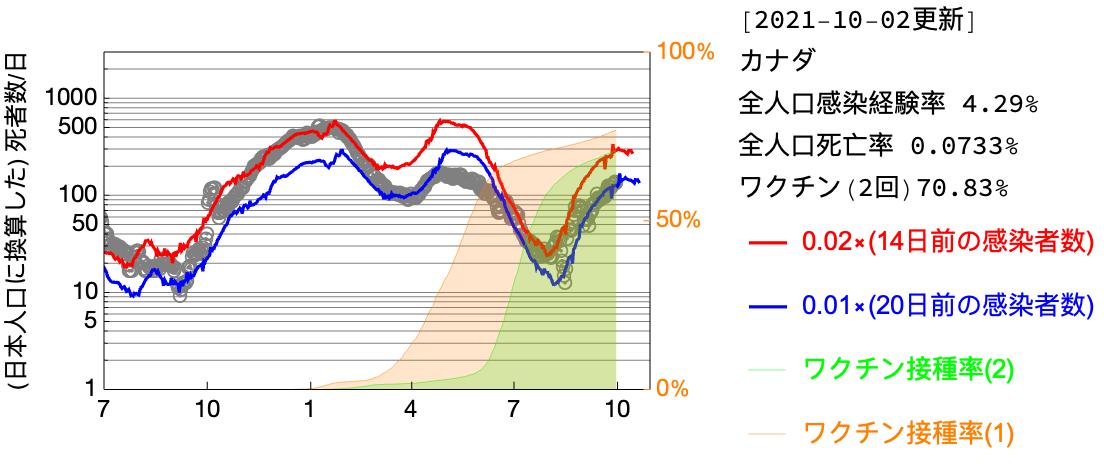 [2021-10-02更新]
カナダ
全人口感染経験率 4.29%
全人口死亡率 0.0733%
ワクチン(2回)70.83%
0.02×(14日前の感染者数)
0.01×(20日前の感染者数)
ワクチン接種率(2)
ワクチン接種率(1)
(日本人口に換算した) 死者数/日
1000
500
100
50
10
5
1
100%
50%
0%
7 10 1 4 7 10